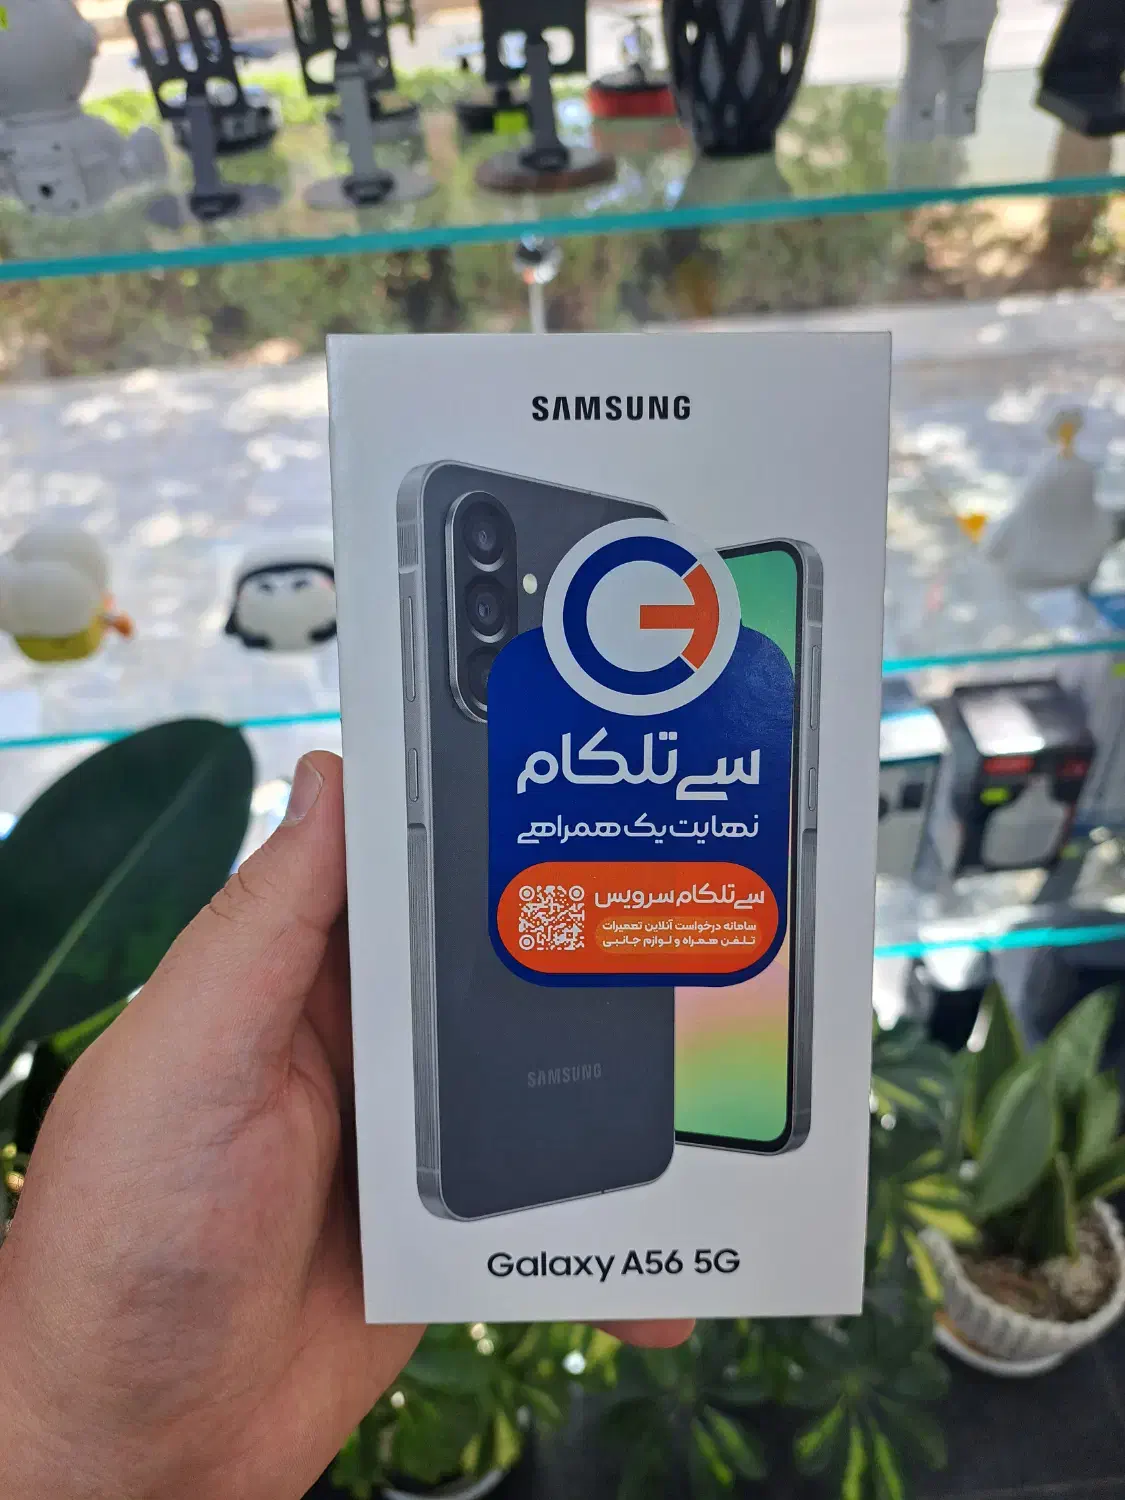 SAMSUNG
سی‌تلکام
نهایت یک همراهی
سی‌تلکام سرویس
سامانه درخواست آنلاین تعمیرات
تلفن همراه و لوازم جانبی
SAMSUNG
Galaxy A56 5G